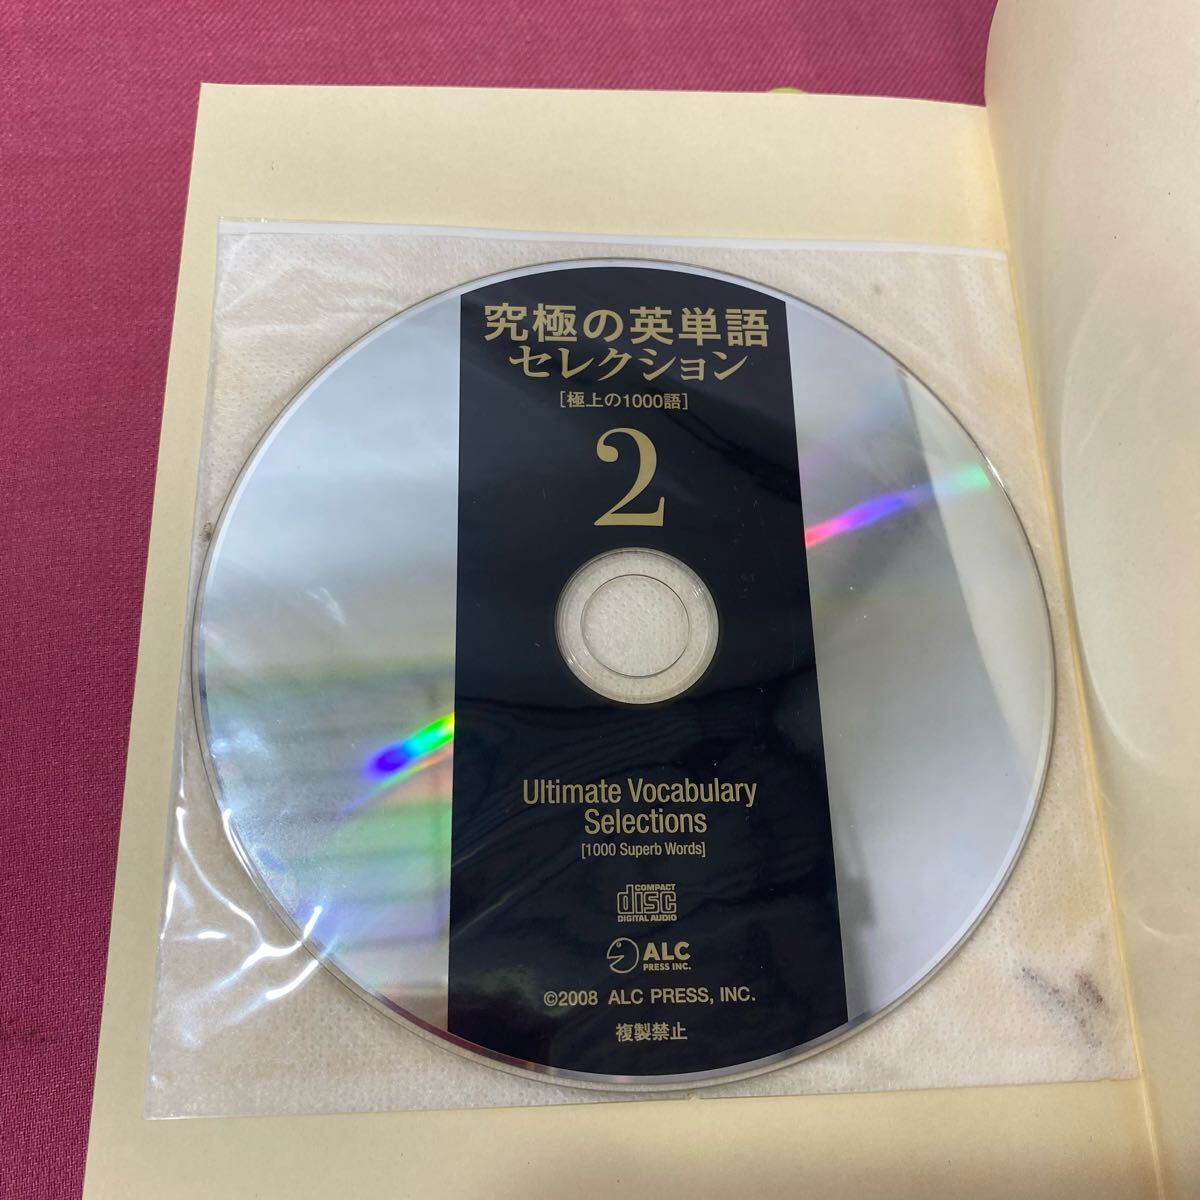 究極の英単語
セレクション
[極上の1000語]
2
Ultimate Vocabulary
Selections
[1000 Superb Words]
COMPACT
disc
DIGITAL AUDIO
ALC
PRESS INC.
©2008 ALC PRESS, INC.
複製禁止